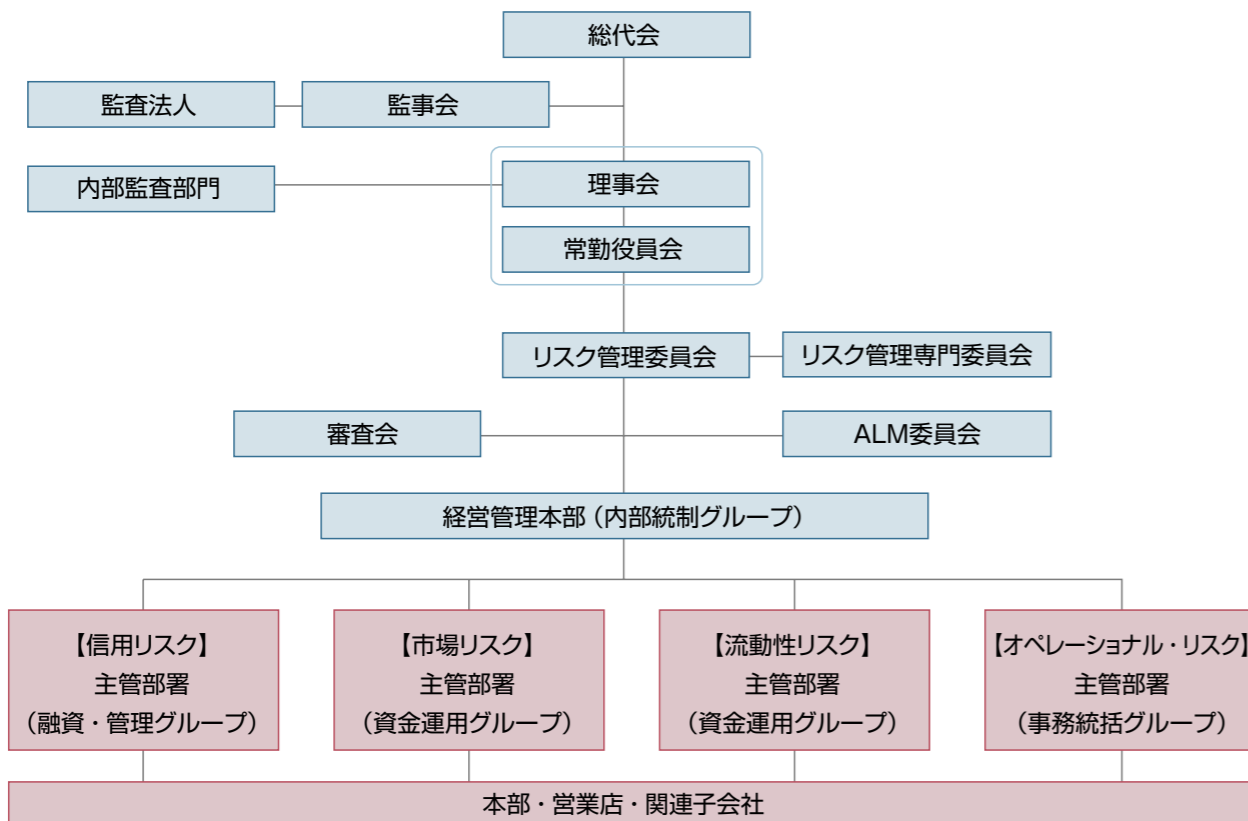 総代会
監査法人
監事会
内部監査部門
理事会
常勤役員会
リスク管理委員会
リスク管理専門委員会
審査会
ALM委員会
経営管理本部（内部統制グループ）
【信用リスク】
主管部署
（融資・管理グループ）
【市場リスク】
主管部署
（資金運用グループ）
【流動性リスク】
主管部署
（資金運用グループ）
【オペレーショナル・リスク】
主管部署
（事務統括グループ）
本部・営業店・関連子会社